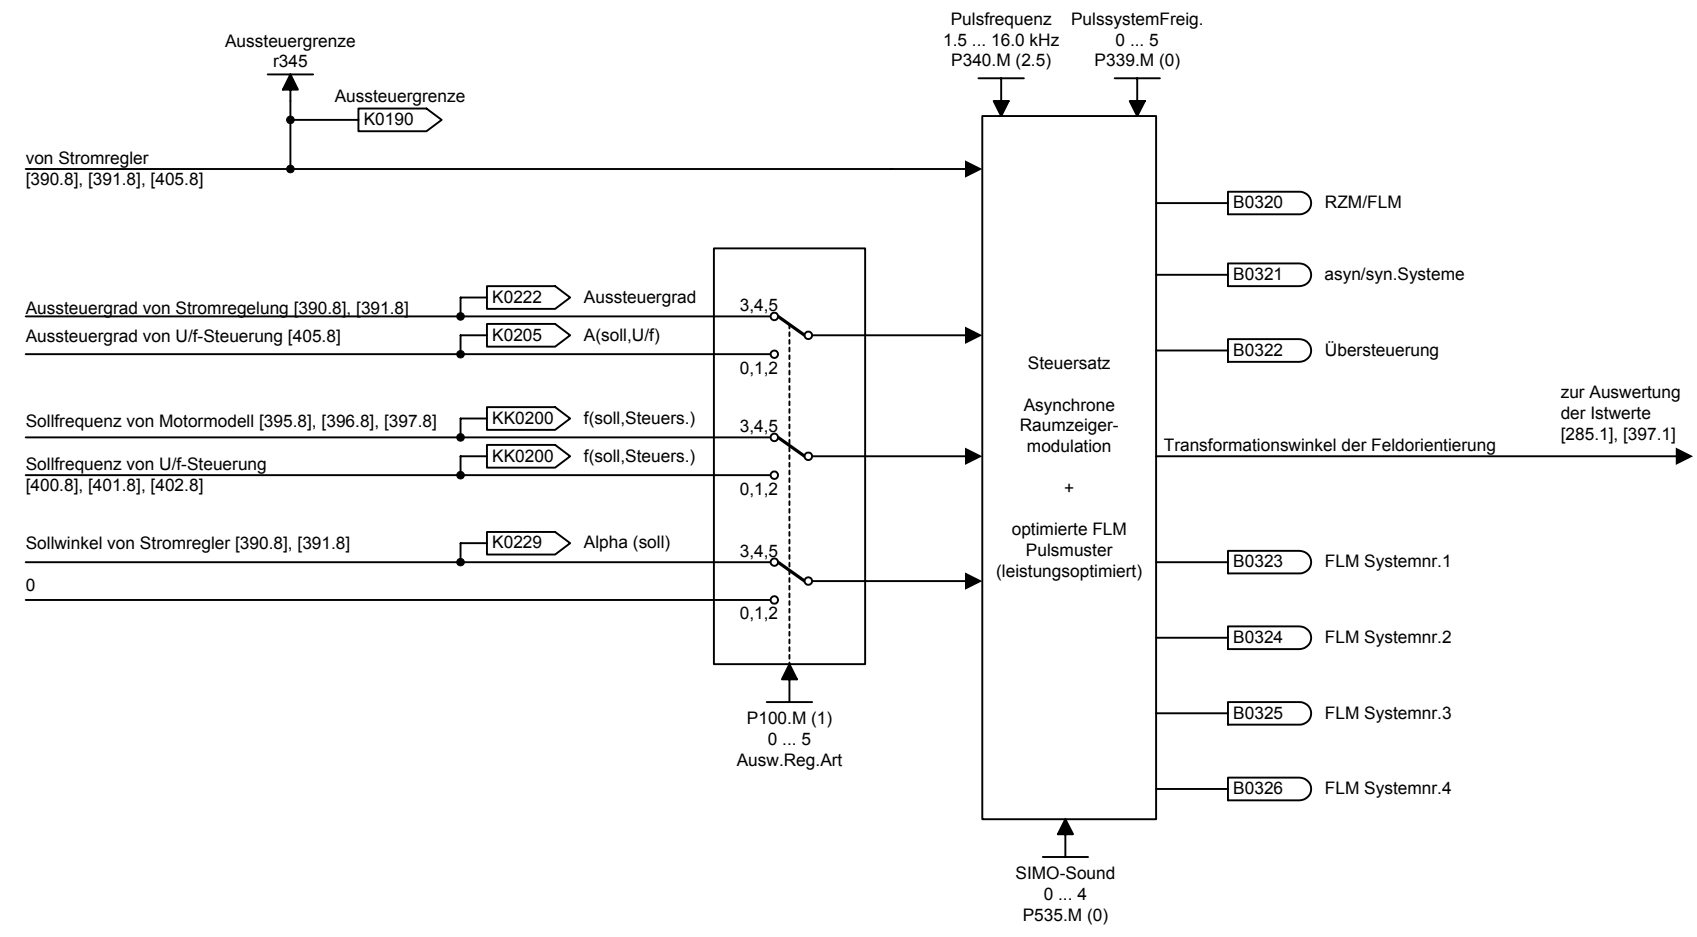 Pulsfrequenz
1.5 ... 16.0 kHz
P340.M (2.5)
PulssystemFreig.
0 ... 5
P339.M (0)
Aussteuergrenze
r345
Aussteuergrenze
K0190
von Stromregler
[390.8], [391.8], [405.8]
B0320 RZM/FLM
B0321 asyn/syn.Systeme
B0322 Übersteuerung
K0222 Aussteuergrad
Aussteuergrad von Stromregelung [390.8], [391.8]
3,4,5
Aussteuergrad von U/f-Steuerung [405.8]
K0205 A(soll,U/f)
0,1,2
Sollfrequenz von Motormodell [395.8], [396.8], [397.8]
KK0200 f(soll,Steuers.)
3,4,5
Sollfrequenz von U/f-Steuerung
[400.8], [401.8], [402.8]
KK0200 f(soll,Steuers.)
0,1,2
Sollwinkel von Stromregler [390.8], [391.8]
K0229 Alpha (soll)
3,4,5
0
0,1,2
P100.M (1)
0 ... 5
Ausw.Reg.Art
Steuersatz
Asynchrone
Raumzeiger-
modulation
+
optimierte FLM
Pulsmuster
(leistungsoptimiert)
zur Auswertung
der Istwerte
[285.1], [397.1]
Transformationswinkel der Feldorientierung
B0323 FLM Systemnr.1
B0324 FLM Systemnr.2
B0325 FLM Systemnr.3
B0326 FLM Systemnr.4
SIMO-Sound
0 ... 4
P535.M (0)